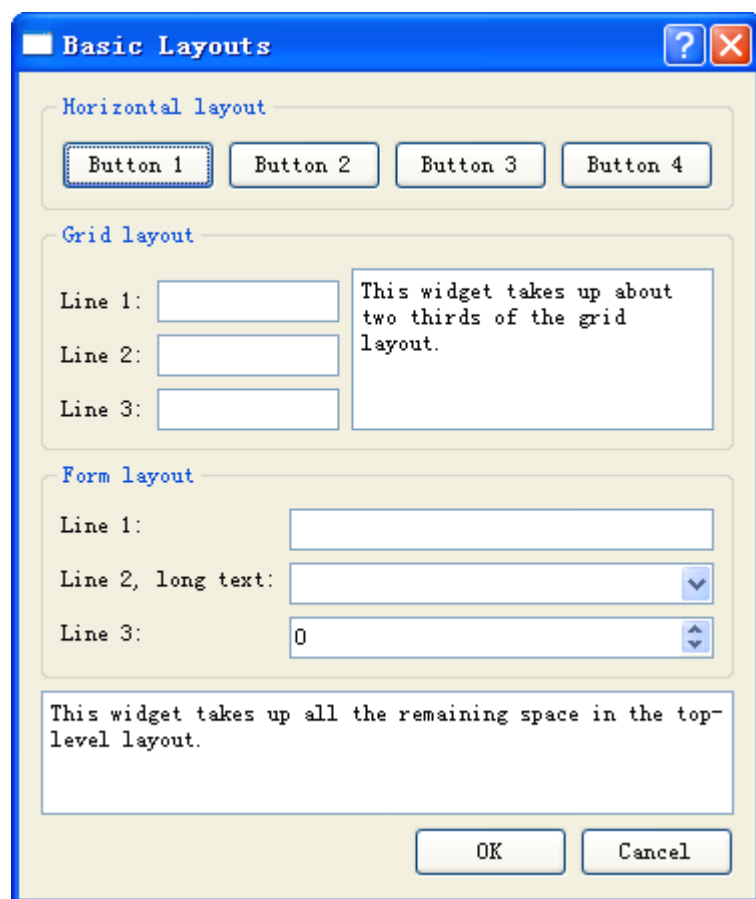 Basic Layouts
Horizontal layout
Button 1 Button 2 Button 3 Button 4
Grid layout
Line 1:
Line 2:
Line 3:
This widget takes up about
two thirds of the grid
layout.
Form layout
Line 1:
Line 2, long text:
Line 3: 0
This widget takes up all the remaining space in the top-
level layout.
OK Cancel